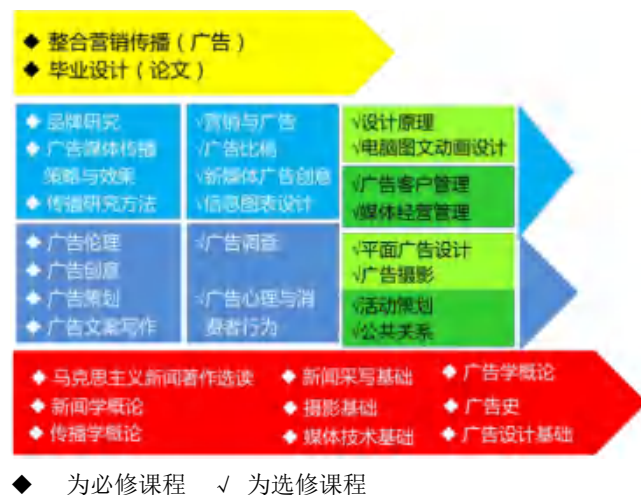 ◆ 整合营销传播（广告）
◆ 毕业设计（论文）
◆ 品牌研究
◆ 广告媒体传播
策略与效果
◆ 传播研究方法
√营销与广告
√广告比稿
√新媒体广告创意
√信息图表设计
√设计原理
√电脑图文动画设计
√广告客户管理
√媒体经营管理
◆ 广告伦理
◆ 广告创意
◆ 广告策划
◆ 广告文案写作
√广告调查
√广告心理与消
费者行为
√平面广告设计
√广告摄影
√活动策划
√公共关系
◆ 马克思主义新闻著作选读
◆ 新闻学概论
◆ 传播学概论
◆ 新闻采写基础
◆ 摄影基础
◆ 媒体技术基础
◆ 广告学概论
◆ 广告史
◆ 广告设计基础
◆ 为必修课程 √ 为选修课程